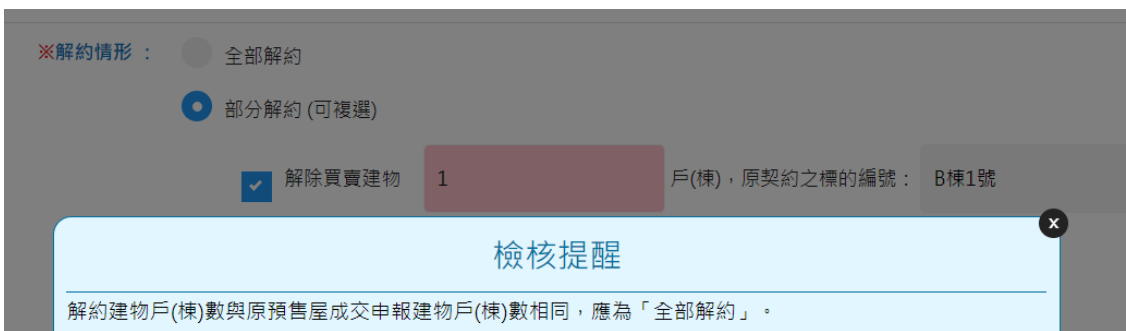 ※解約情形 : 全部解約
部分解約 (可複選)
解除買賣建物 1 戶(棟)，原契約之標的編號： B棟1號
x
檢核提醒
解約建物戶(棟)數與原預售屋成交申報建物戶(棟)數相同，應為「全部解約」。